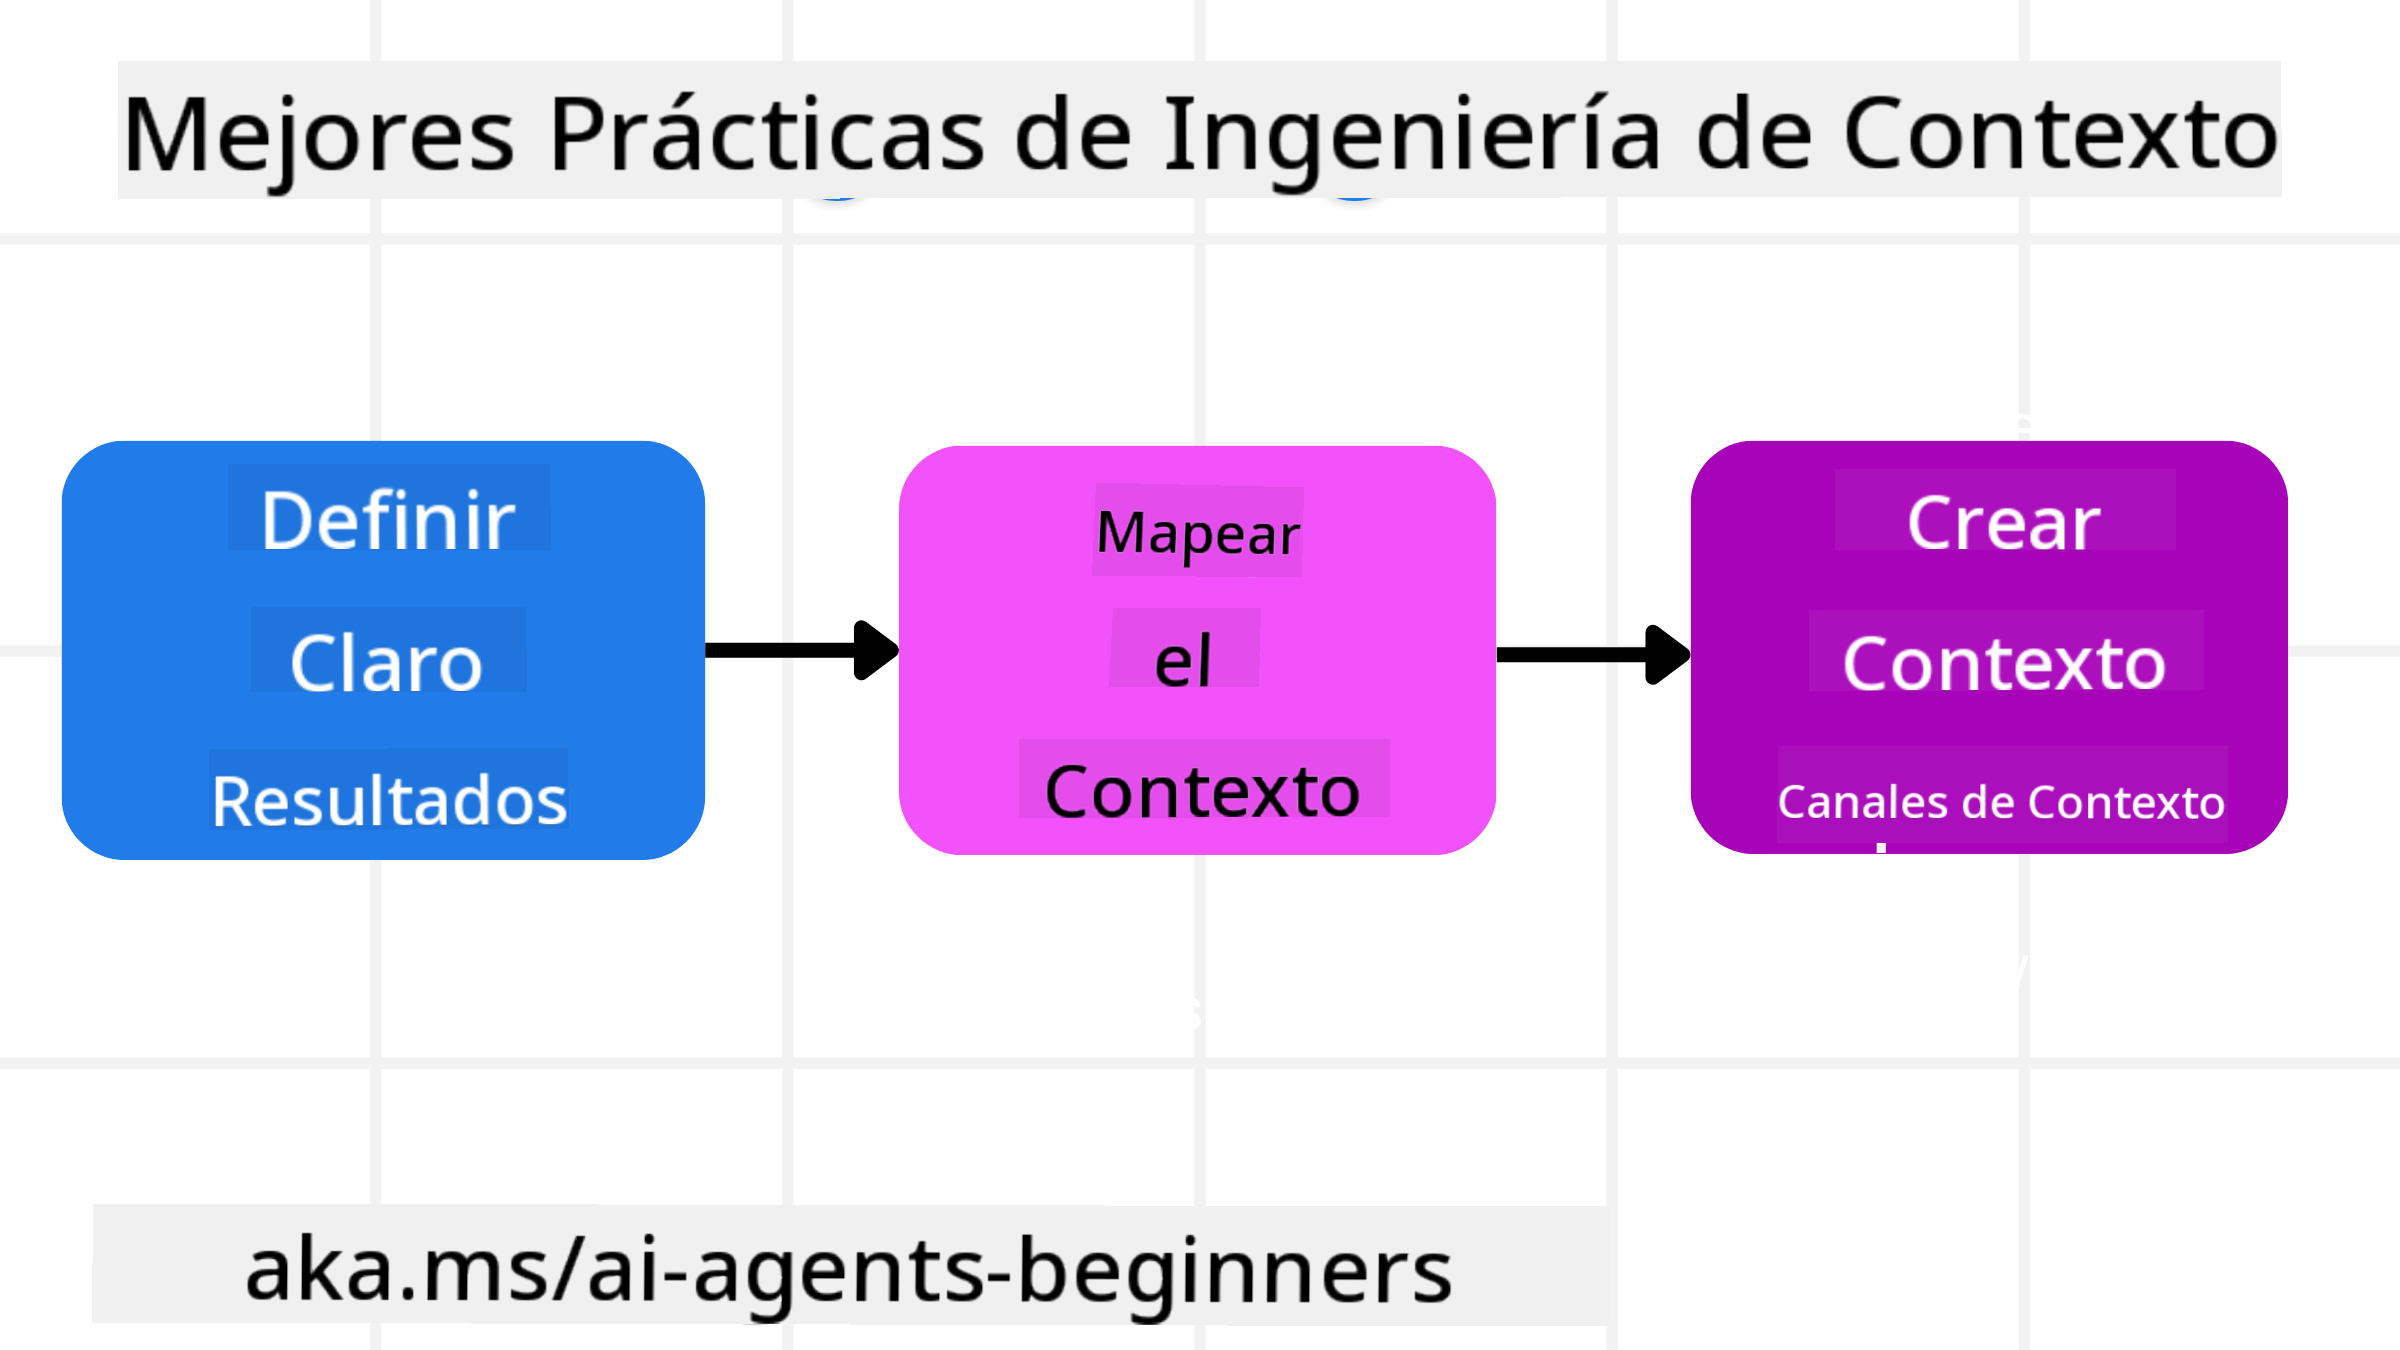 Mejores Prácticas de Ingeniería de Contexto
Definir
Claro
Resultados
Mapear
el
Contexto
Crear
Contexto
Canales de Contexto
aka.ms/ai-agents-beginners